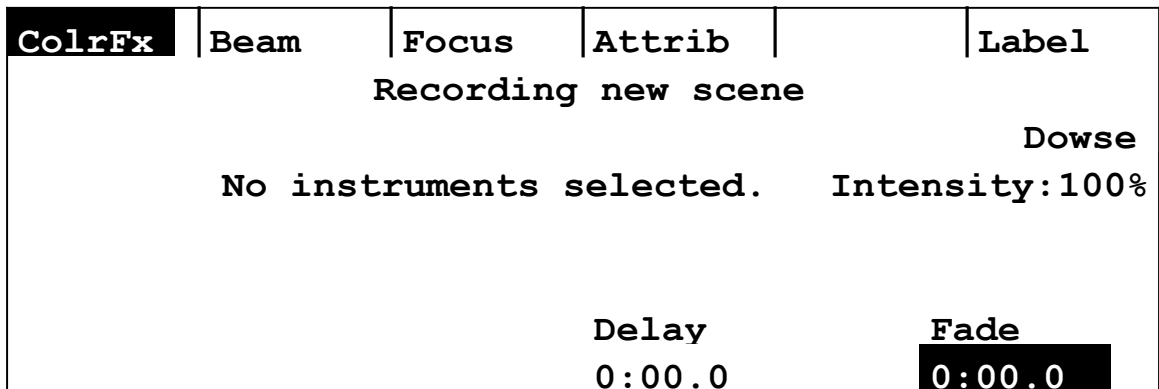 ColrFx Beam Focus Attrib Label
Recording new scene
Dowse
No instruments selected. Intensity:100%
Delay Fade
0:00.0 0:00.0